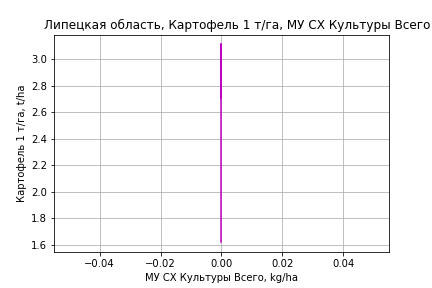 Липецкая область, Картофель 1 т/га, МУ СХ Культуры Всего
3.0
2.8
2.6
2.4
2.2
2.0
1.8
1.6
Картофель 1 т/га, t/ha
−0.04 −0.02 0.00 0.02 0.04
МУ СХ Культуры Всего, kg/ha